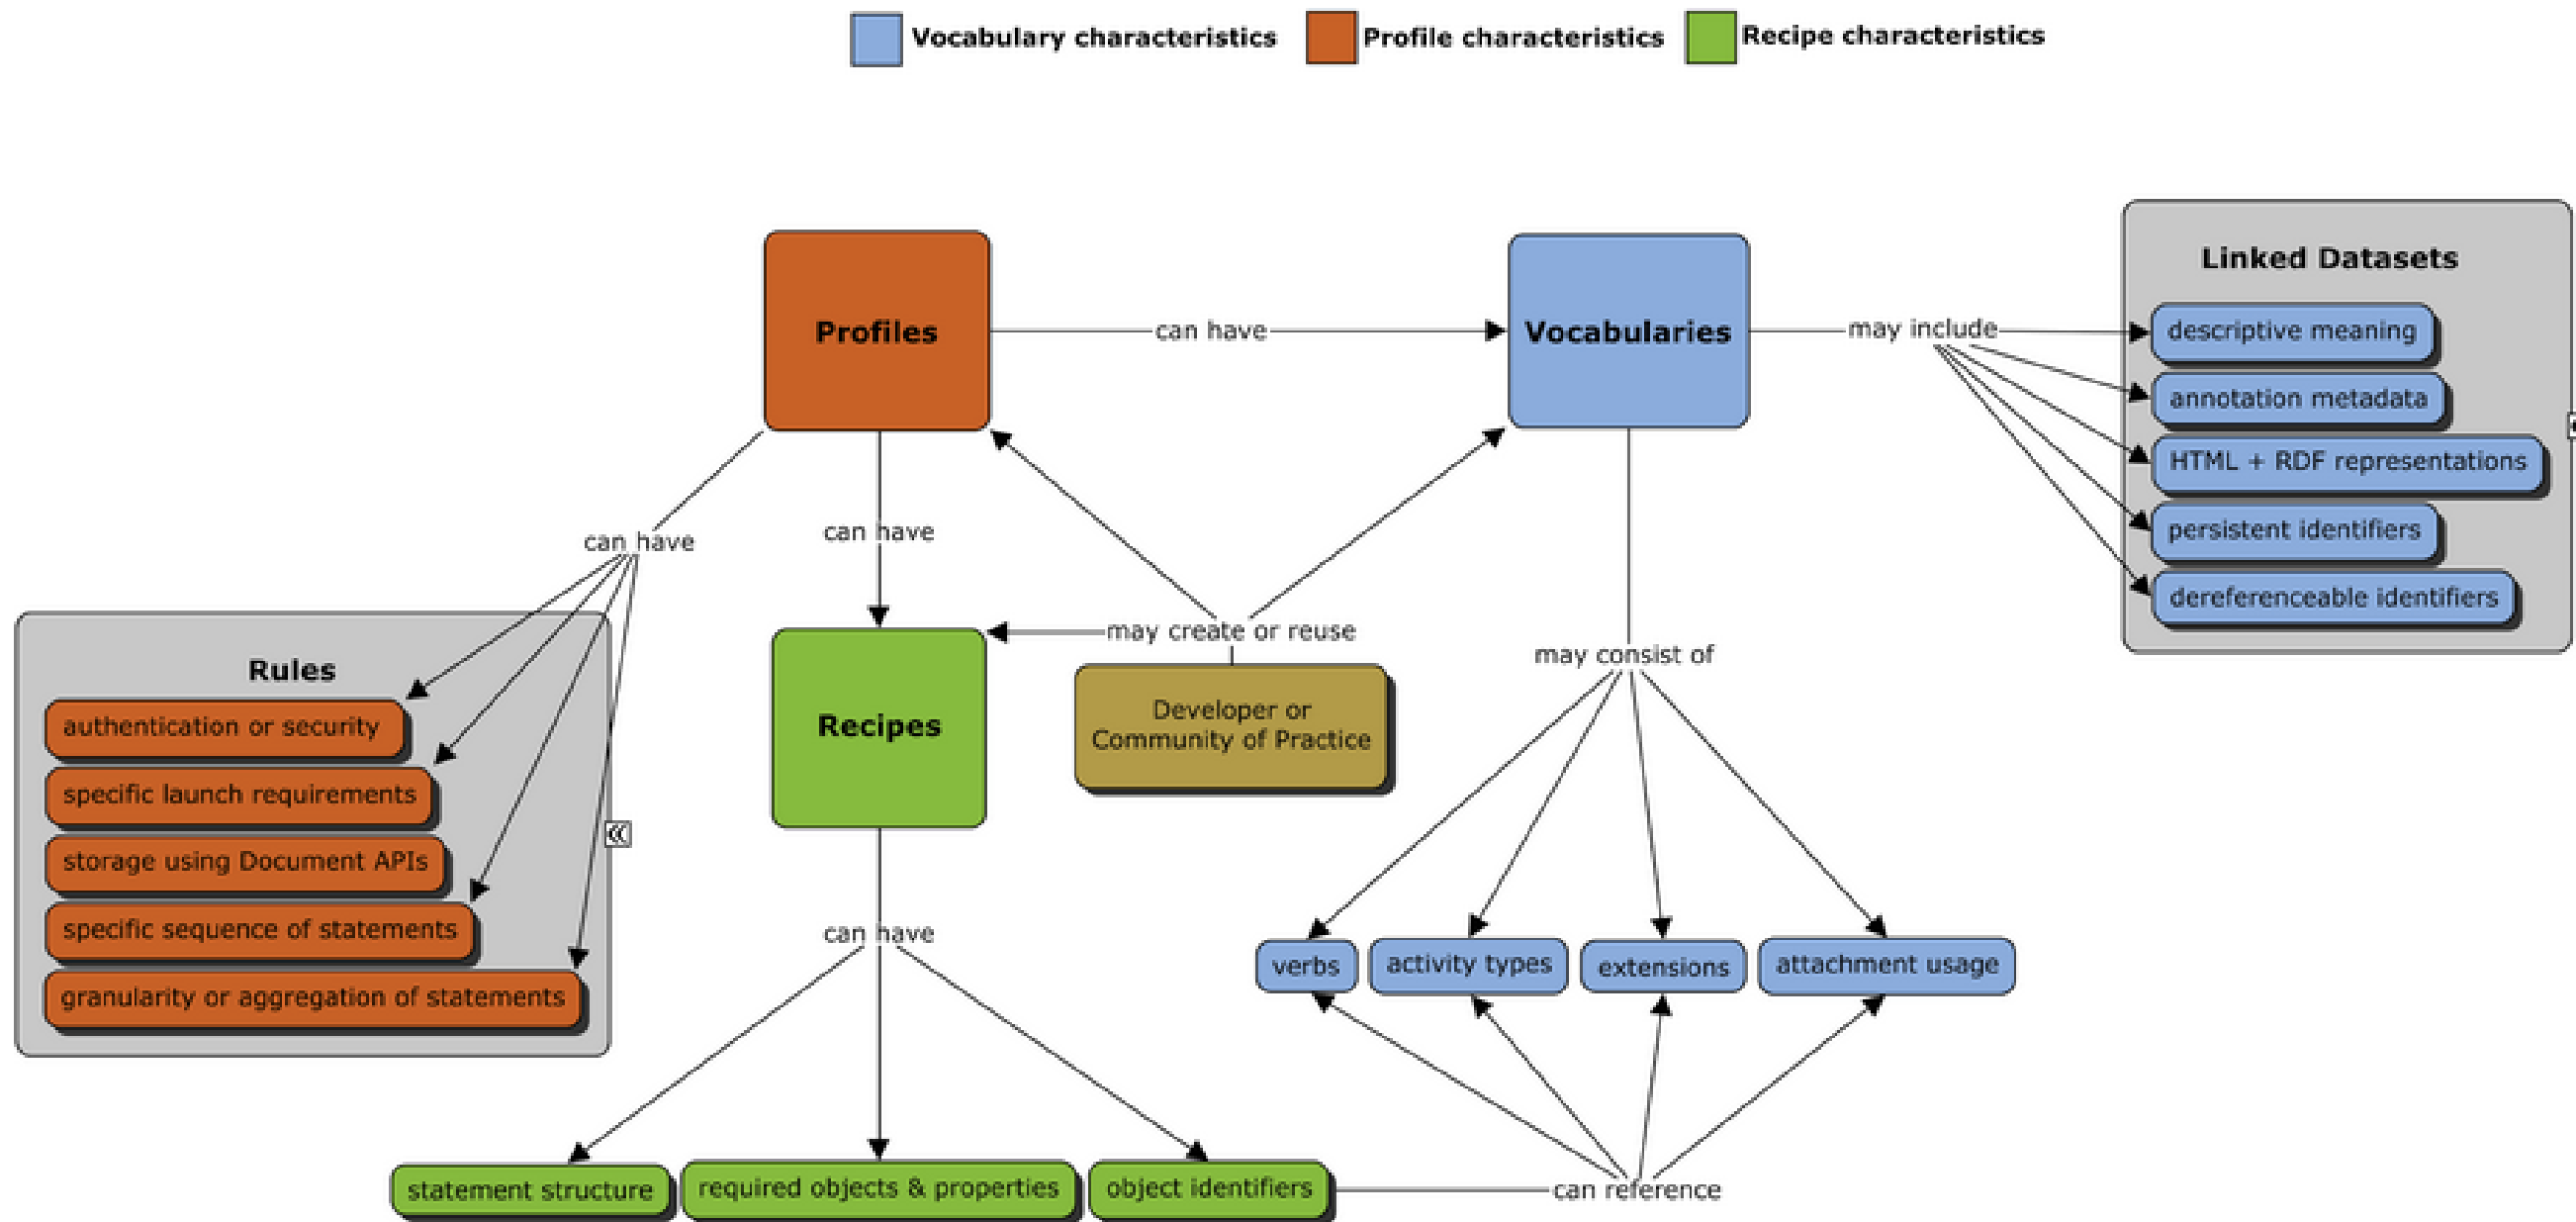 Vocabulary characteristics
Profile characteristics
Recipe characteristics
Linked Datasets
Profiles
can have
Vocabularies
may include
descriptive meaning
annotation metadata
HTML + RDF representations
persistent identifiers
dereferenceable identifiers
can have
can have
may create or reuse
may consist of
Rules
authentication or security
specific launch requirements
storage using Document APIs
specific sequence of statements
granularity or aggregation of statements
Recipes
Developer or
Community of Practice
can have
verbs
activity types
extensions
attachment usage
statement structure
required objects & properties
object identifiers
can reference